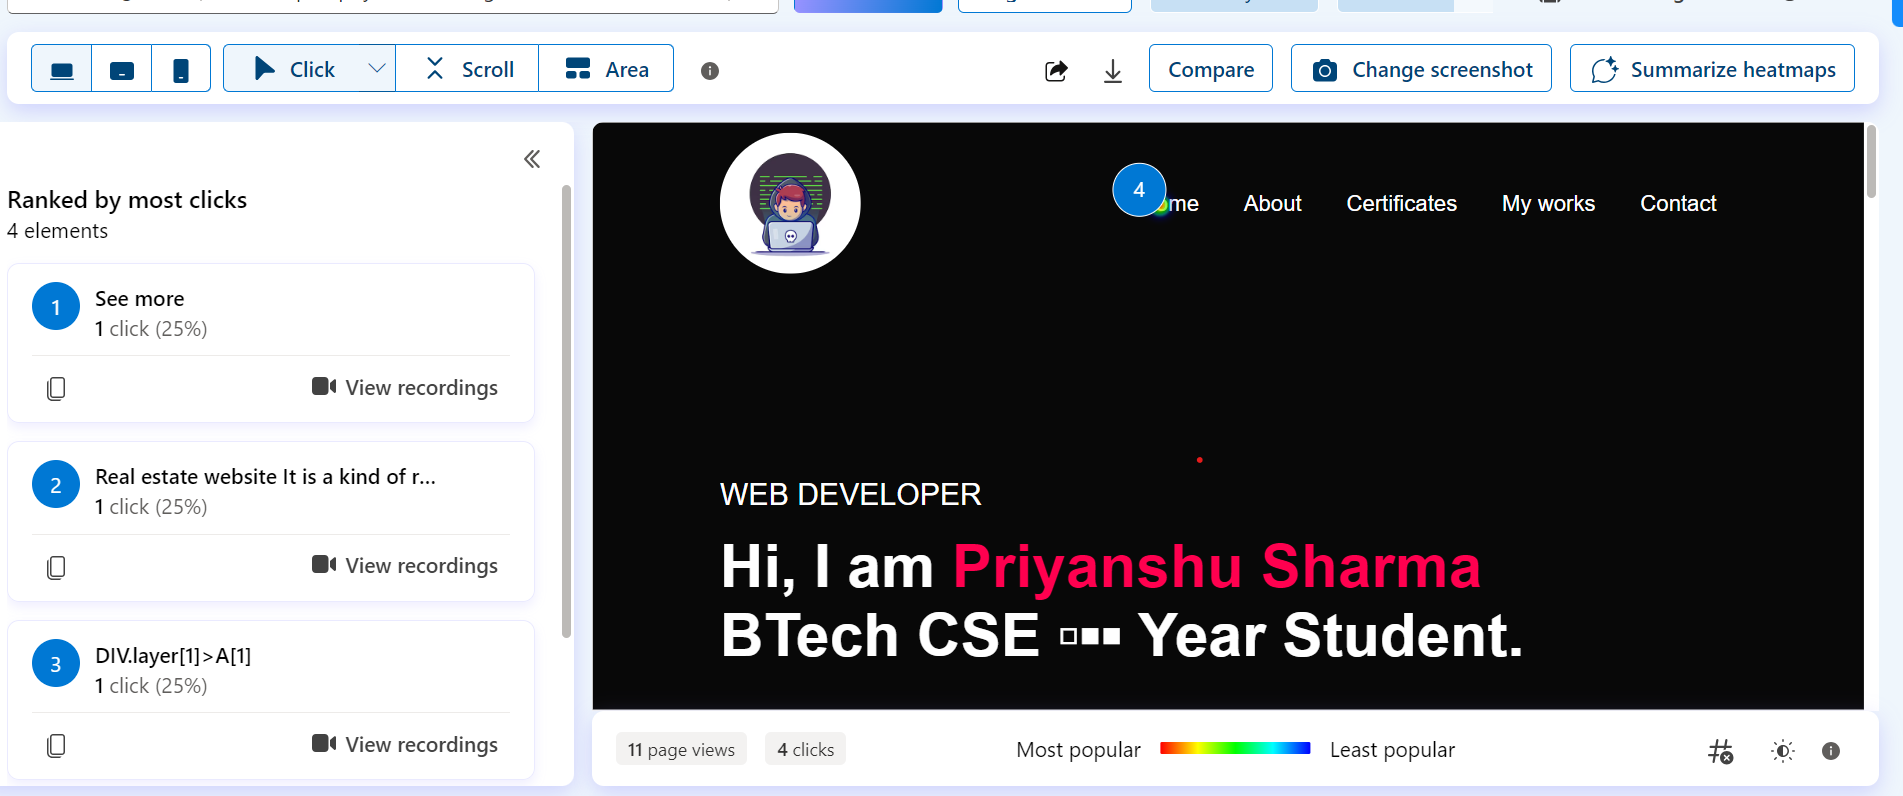 Click
Scroll
Area
Compare
Change screenshot
Summarize heatmaps
Ranked by most clicks
4 elements
1
See more
1 click (25%)
View recordings
2
Real estate website It is a kind of r...
1 click (25%)
View recordings
3
DIV.layer[1]>A[1]
1 click (25%)
View recordings
4
ome
About
Certificates
My works
Contact
WEB DEVELOPER
Hi, I am Priyanshu Sharma
BTech CSE ▫▪▪ Year Student.
11 page views
4 clicks
Most popular
Least popular